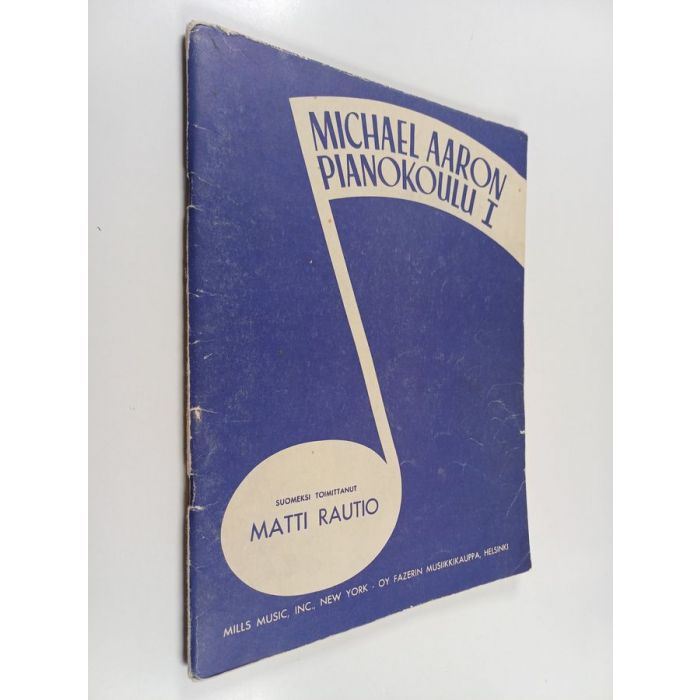 MICHAEL AARON
PIANOKOULU I
SUOMEKSI TOIMITTANUT
MATTI RAUTIO
MILLS MUSIC, INC., NEW YORK - OY FAZERIN MUSIIKKIKAUPPA, HELSINKI